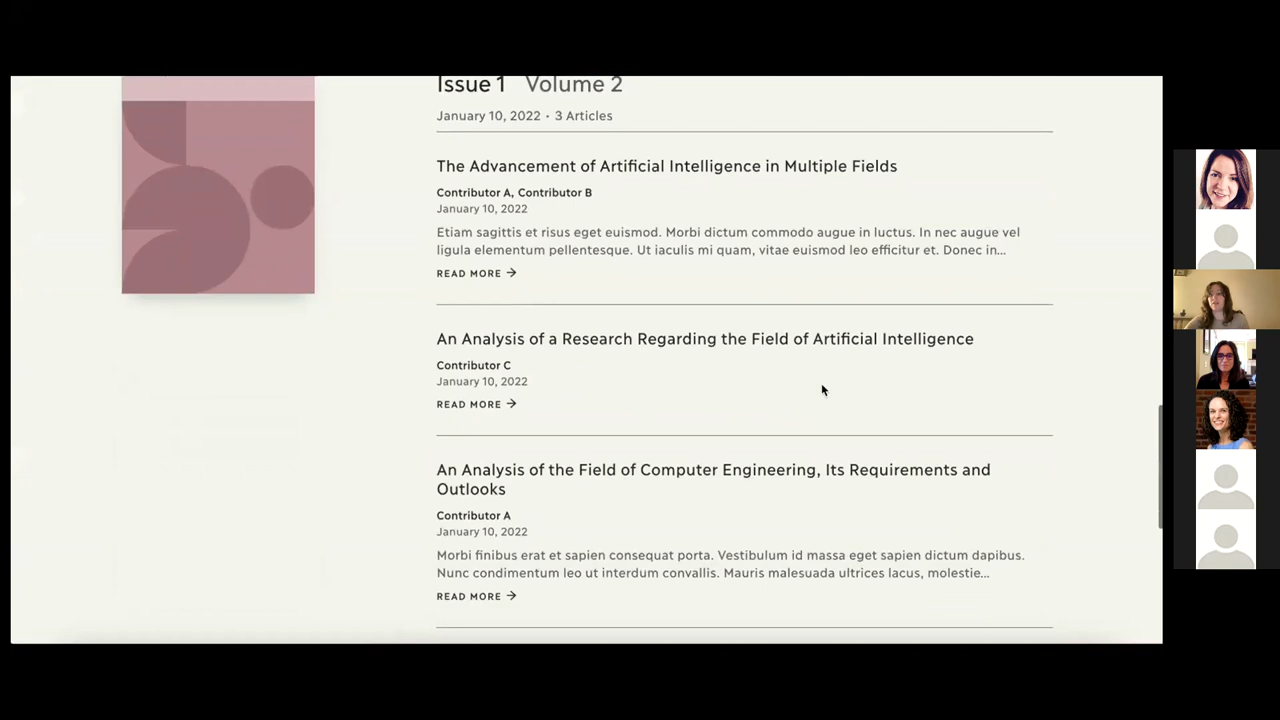 Issue 1 Volume 2
January 10, 2022 • 3 Articles
The Advancement of Artificial Intelligence in Multiple Fields
Contributor A, Contributor B
January 10, 2022
Etiam sagittis et risus eget euismod. Morbi dictum commodo augue in luctus. In nec augue vel
ligula elementum pellentesque. Ut iaculis mi quam, vitae euismod leo efficitur et. Donec in...
READ MORE →
An Analysis of a Research Regarding the Field of Artificial Intelligence
Contributor C
January 10, 2022
READ MORE →
An Analysis of the Field of Computer Engineering, Its Requirements and
Outlooks
Contributor A
January 10, 2022
Morbi finibus erat et sapien consequat porta. Vestibulum id massa eget sapien dictum dapibus.
Nunc condimentum leo ut interdum convallis. Mauris malesuada ultrices lacus, molestie...
READ MORE →